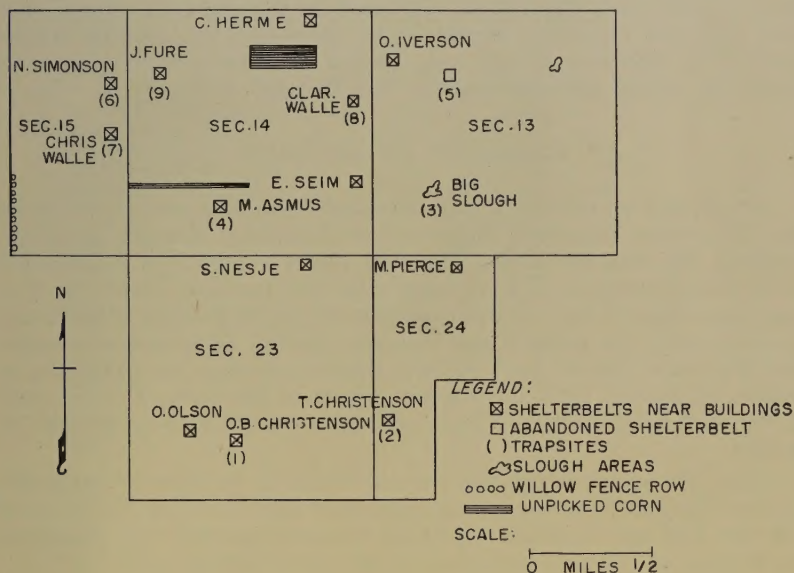 C. HERME
J. FURE
O. IVERSON
N. SIMONSON
(6)
(9)
(5)
CLAR.
WALLE
(8)
SEC. 15
CHRIS
WALLE (7)
SEC. 14
SEC. 13
E. SEIM
M. ASMUS
(4)
BIG
SLOUGH
(3)
S. NESJE
M. PIERCE
N
SEC. 23
SEC. 24
O. OLSON
O.B. CHRISTENSON
(1)
T. CHRISTENSON
(2)
LEGEND:
SHELTERBELTS NEAR BUILDINGS
ABANDONED SHELTERBELT
( ) TRAPSITES
SLOUGH AREAS
WILLOW FENCE ROW
UNPICKED CORN
SCALE:
0 MILES 1/2